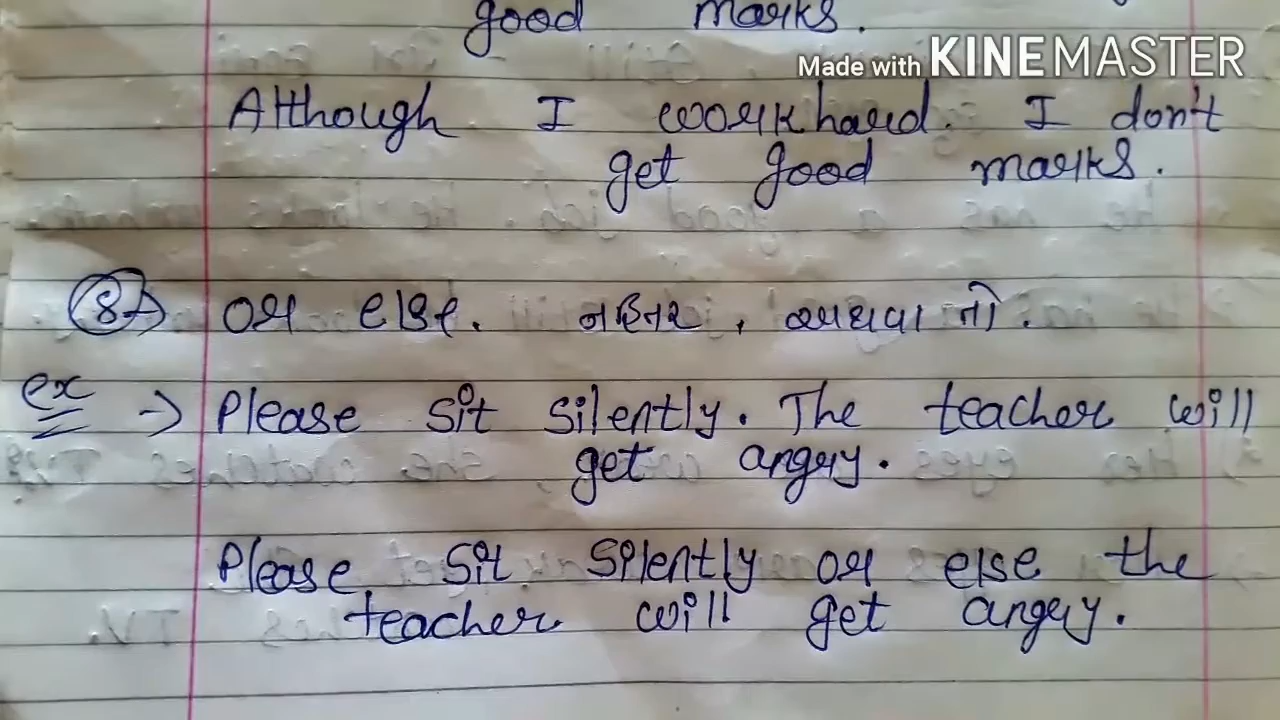 good marks.
Made with KINEMASTER
Although I work hard. I don't
get good marks.
8→ or else. નહિતર, અથવા તો.
ex → Please sit silently. The teacher will
get angry.
Please sit silently or else the
teacher will get angry.